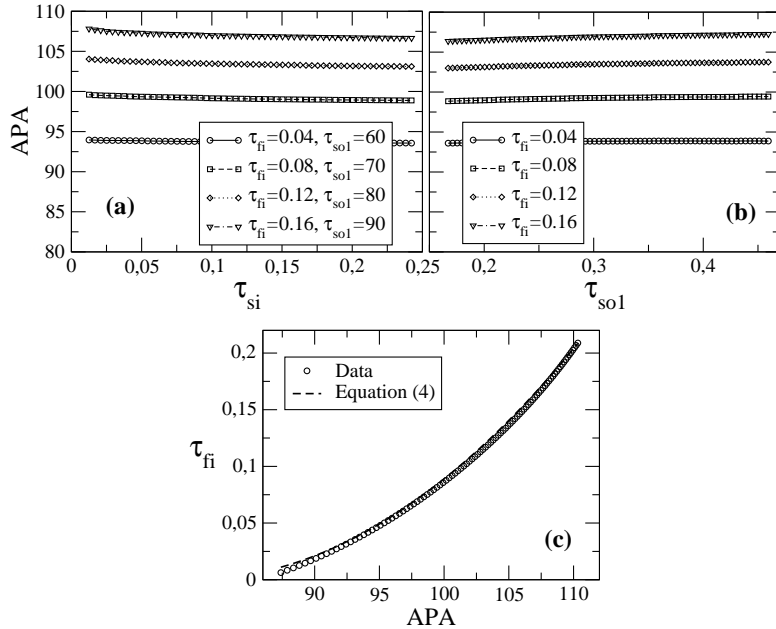 110
105
100
95
90
85
80
APA
τfi=0.04, τso1=60
τfi=0.08, τso1=70
τfi=0.12, τso1=80
τfi=0.16, τso1=90
(a)
0 0,05 0,1 0,15 0,2 0,25
τsi
τfi=0.04
τfi=0.08
τfi=0.12
τfi=0.16
(b)
0,2 0,3 0,4
τso1
0,2
0,15
0,1
0,05
0
τfi
Data
Equation (4)
(c)
90 95 100 105 110
APA